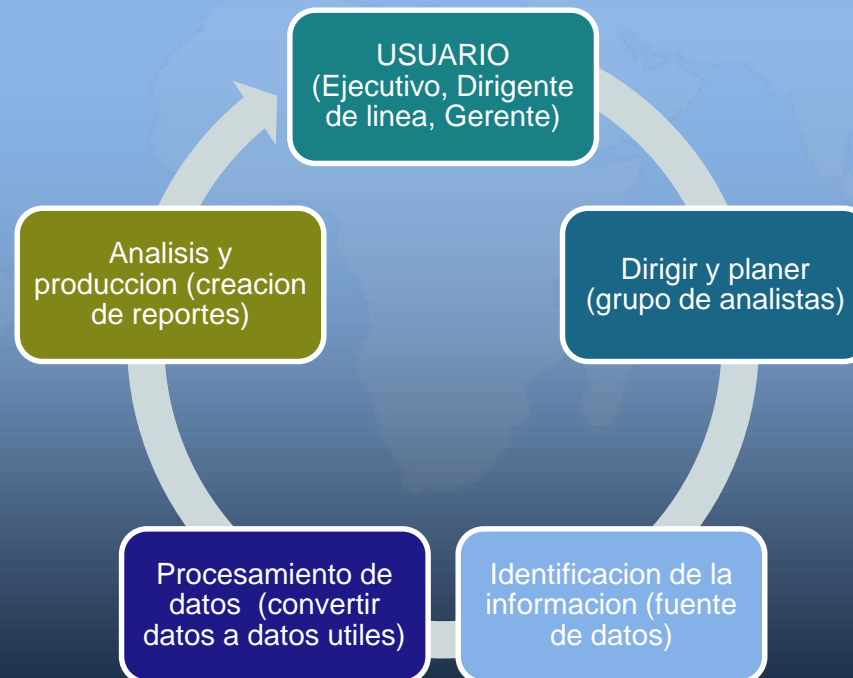 USUARIO
(Ejecutivo, Dirigente
de linea, Gerente)
Dirigir y planer
(grupo de analistas)
Identificacion de la
informacion (fuente
de datos)
Procesamiento de
datos  (convertir
datos a datos utiles)
Analisis y
produccion (creacion
de reportes)